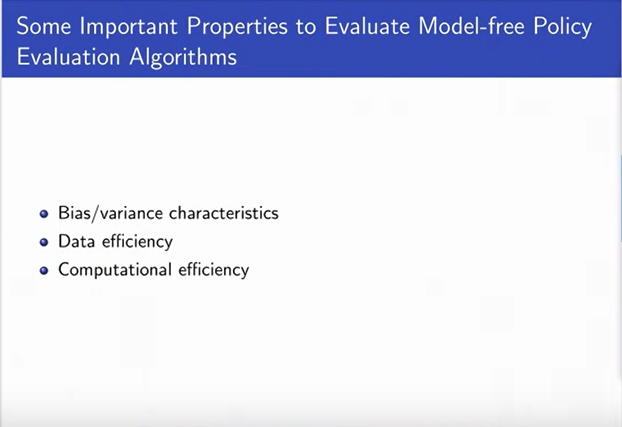 Some Important Properties to Evaluate Model-free Policy
Evaluation Algorithms
Bias/variance characteristics
Data efficiency
Computational efficiency